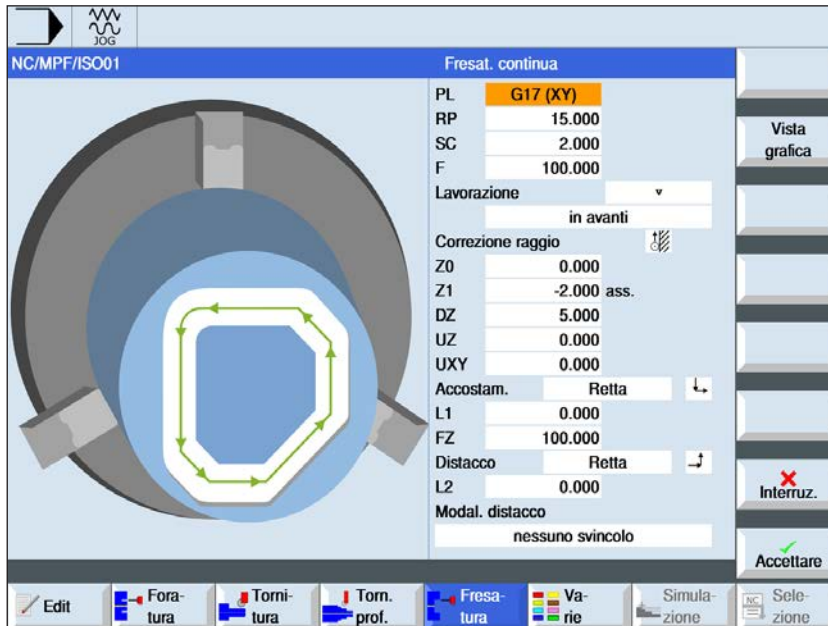 JOG
NC/MPF/ISO01
Fresat. continua
PL G17 (XY)
RP 15.000
SC 2.000
F 100.000
Lavorazione ▿
in avanti
Correzione raggio
Z0 0.000
Z1 -2.000 ass.
DZ 5.000
UZ 0.000
UXY 0.000
Accostam. Retta
L1 0.000
FZ 100.000
Distacco Retta
L2 0.000
Modal. distacco
nessuno svincolo
Vista
grafica
Interruz.
Accettare
Edit
Fora-
tura
Torni-
tura
Torn.
prof.
Fresa-
tura
Va-
rie
Simula-
zione
NC
Sele-
zione